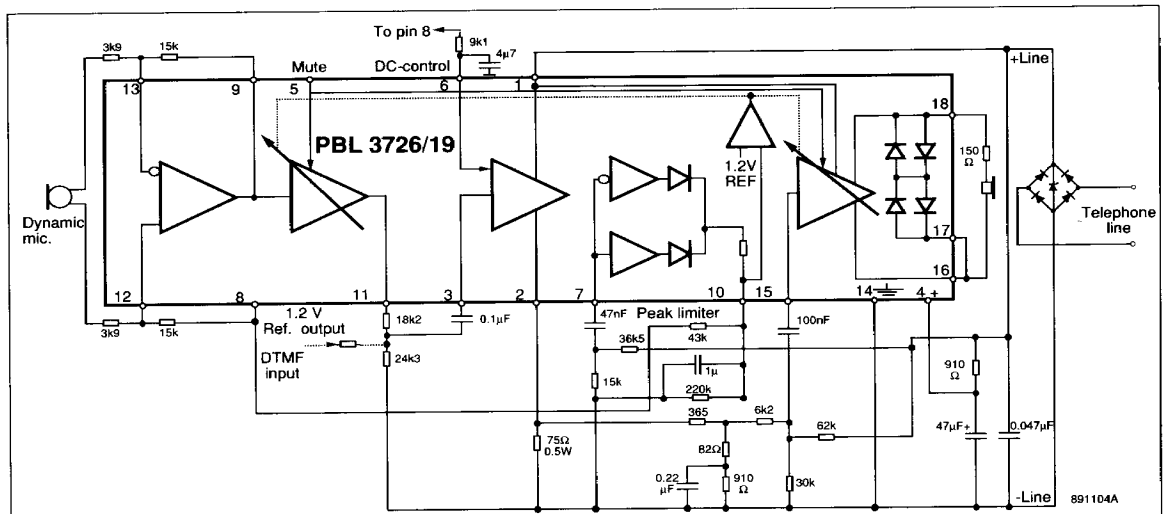 To pin 8
3k9
15k
9k1
4µ7
Mute
DC-control
+Line
13
9
5
6
1
18
PBL 3726/19
1.2V
REF
150
Ω
Dynamic
mic.
Telephone
line
17
16
12
8
11
3
2
7
10
15
14
4 +
3k9
15k
1.2 V
Ref. output
18k2
0.1µF
47nF
Peak limiter
43k
100nF
DTMF
input
24k3
36k5
1µ
15k
220k
910
Ω
365
6k2
62k
47µF+
0.047µF
75Ω
0.5W
82Ω
0.22
µF
910
Ω
30k
-Line
891104A